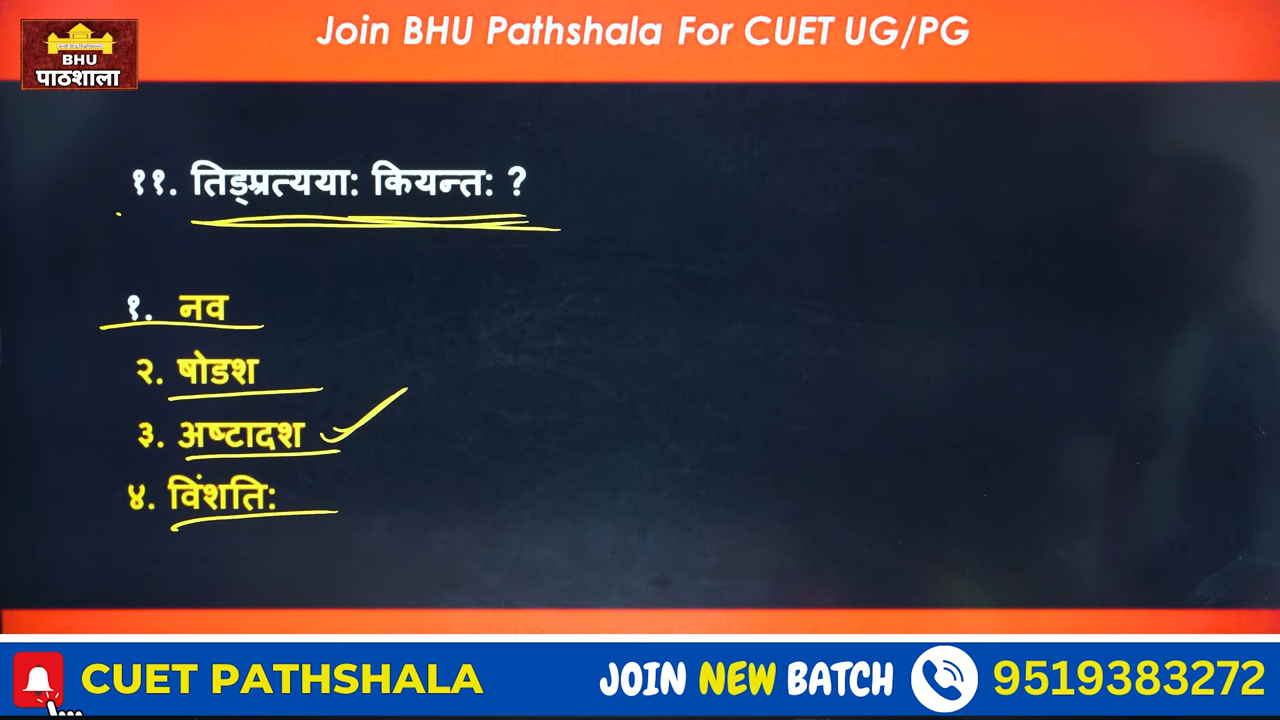 Join BHU Pathshala For CUET UG/PG
BHU
पाठशाला
११. तिङ्प्रत्ययाः कियन्तः ?
१. नव
२. षोडश
३. अष्टादश
४. विंशतिः
CUET PATHSHALA
JOIN NEW BATCH
9519383272